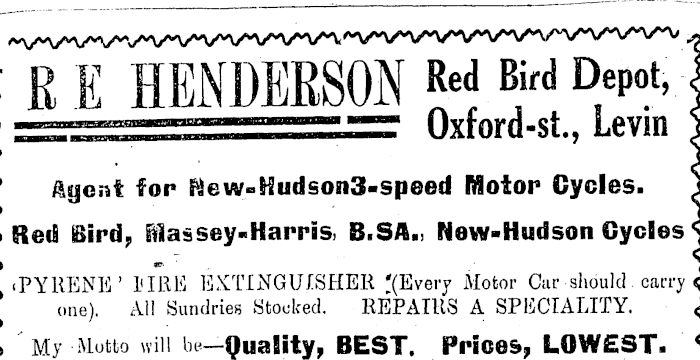 R E HENDERSON
Red Bird Depot,
Oxford-st., Levin
Agent for New-Hudson3-speed Motor Cycles.
Red Bird, Massey-Harris, B.SA., New-Hudson Cycles
'PYRENE' FIRE EXTINGUISHER (Every Motor Car should carry
one). All Sundries Stocked. REPAIRS A SPECIALITY.
My Motto will be—Quality, BEST. Prices, LOWEST.